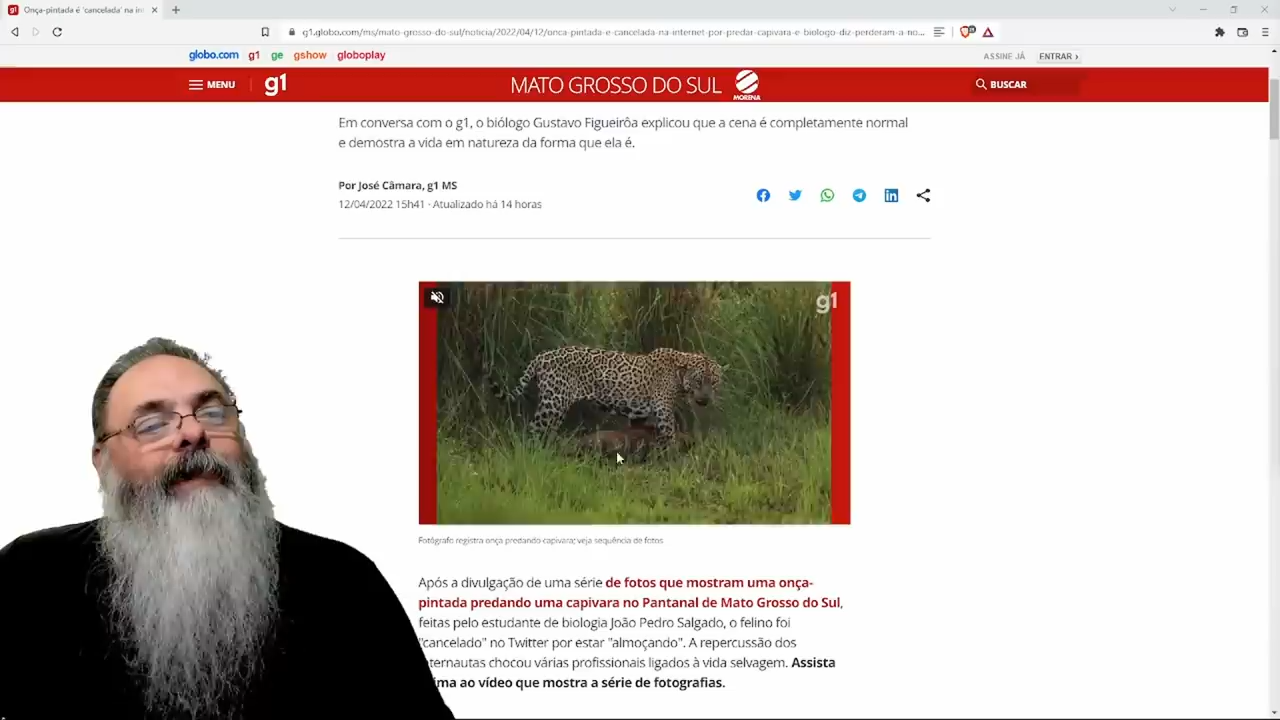 Onça-pintada é 'cancelada' na in
g1.globo.com/ms/mato-grosso-do-sul/noticia/2022/04/12/onca-pintada-e-cancelada-na-internet-por-predar-capivara-e-biologo-diz-perderam-a-no...
globo.com g1 ge gshow globoplay
ASSINE JÁ ENTRAR ›
MENU g1 MATO GROSSO DO SUL MORENA BUSCAR
Em conversa com o g1, o biólogo Gustavo Figueirôa explicou que a cena é completamente normal
e demostra a vida em natureza da forma que ela é.
Por José Câmara, g1 MS
12/04/2022 15h41 · Atualizado há 14 horas
g1
Fotógrafo registra onça predando capivara; veja sequência de fotos
Após a divulgação de uma série de fotos que mostram uma onça-
pintada predando uma capivara no Pantanal de Mato Grosso do Sul,
feitas pelo estudante de biologia João Pedro Salgado, o felino foi
"cancelado" no Twitter por estar "almoçando". A repercussão dos
ternautas chocou várias profissionais ligados à vida selvagem. Assista
ima ao vídeo que mostra a série de fotografias.